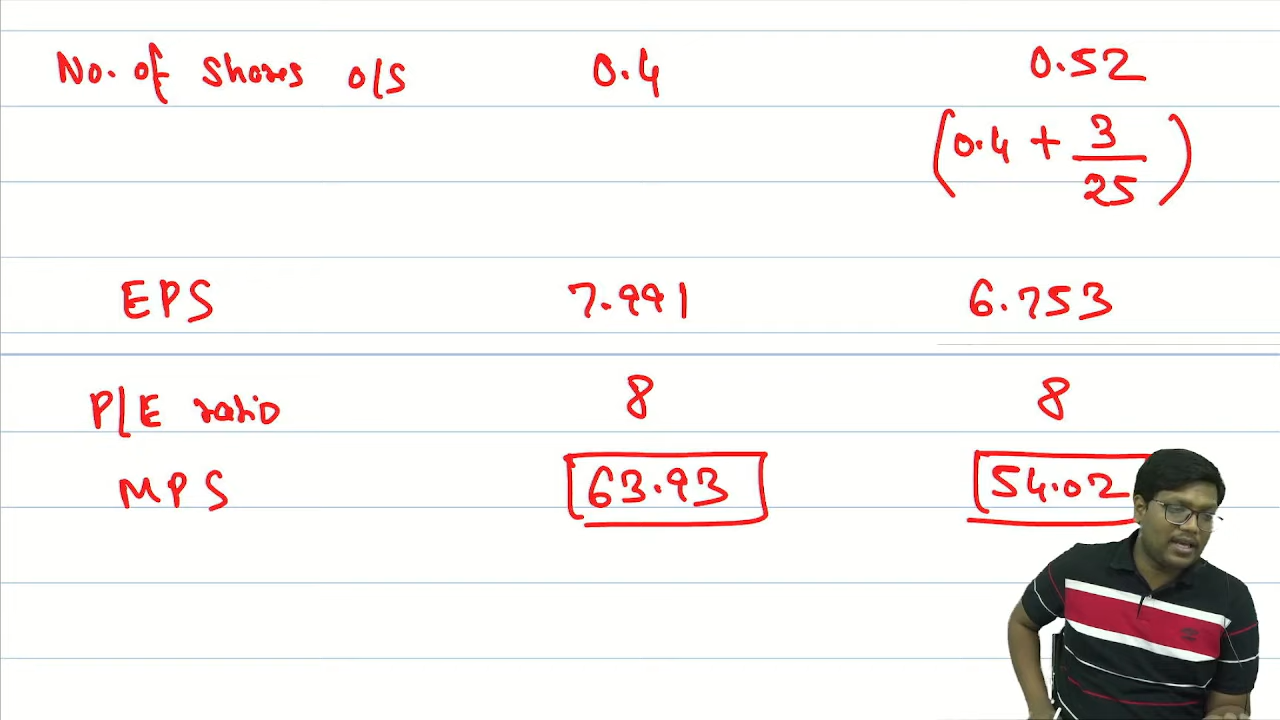 No. of Shares o/s 0.4 0.52
(0.4 + 3/25)
EPS 7.991 6.753
P/E ratio 8 8
MPS 63.93 54.02